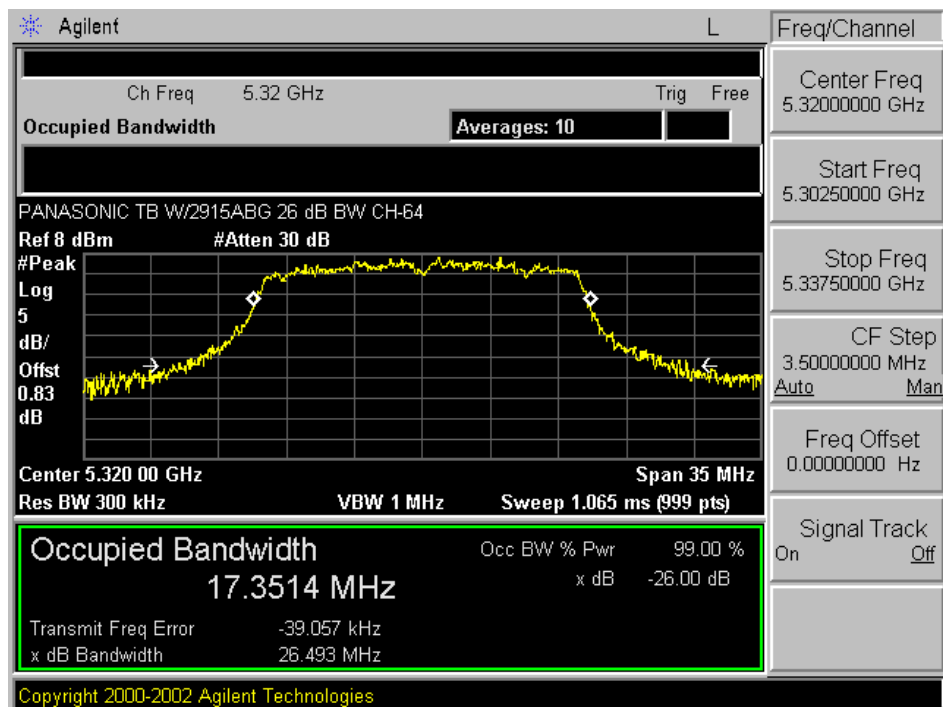 Agilent L
Freq/Channel
Ch Freq 5.32 GHz Trig Free
Occupied Bandwidth Averages: 10
PANASONIC TB W/2915ABG 26 dB BW CH-64
Ref 8 dBm #Atten 30 dB
#Peak
Log
5
dB/
Offst
0.83
dB
Center 5.320 00 GHz Span 35 MHz
Res BW 300 kHz VBW 1 MHz Sweep 1.065 ms (999 pts)
Occupied Bandwidth Occ BW % Pwr 99.00 %
17.3514 MHz x dB -26.00 dB
Transmit Freq Error -39.057 kHz
x dB Bandwidth 26.493 MHz
Center Freq
5.32000000 GHz
Start Freq
5.30250000 GHz
Stop Freq
5.33750000 GHz
CF Step
3.50000000 MHz
Auto Man
Freq Offset
0.00000000 Hz
Signal Track
On Off
Copyright 2000-2002 Agilent Technologies